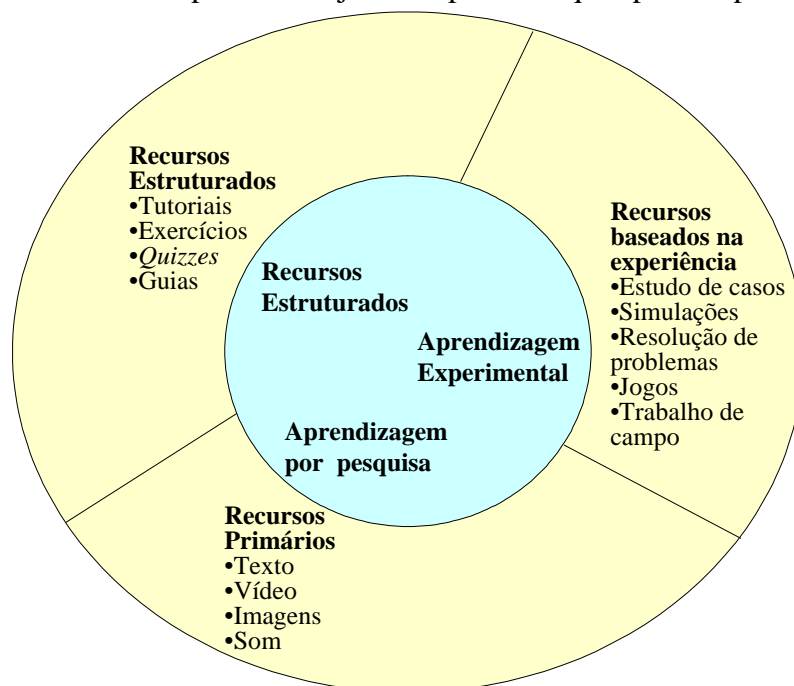 Recursos
Estruturados
•Tutoriais
•Exercícios
•Quizzes
•Guias
Recursos
baseados na
experiência
•Estudo de casos
•Simulações
•Resolução de
problemas
•Jogos
•Trabalho de
campo
Recursos
Estruturados
Aprendizagem
Experimental
Aprendizagem
por pesquisa
Recursos
Primários
•Texto
•Vídeo
•Imagens
•Som